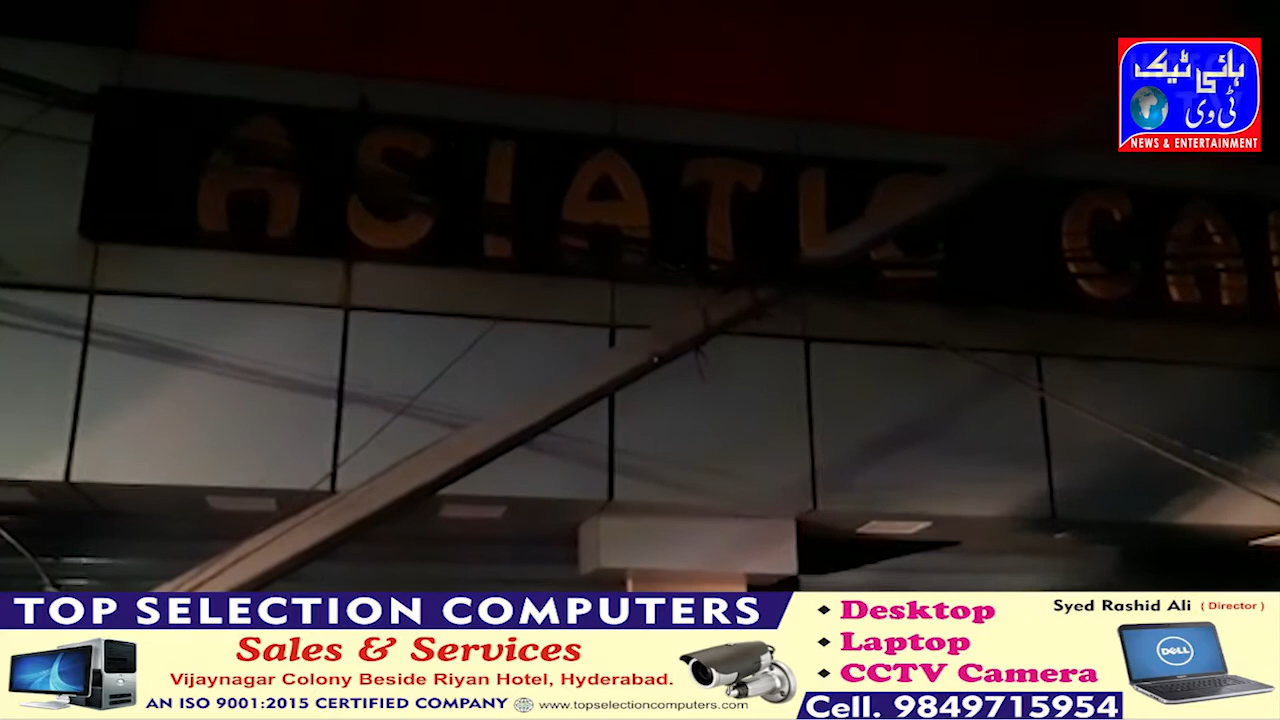 ہائی ٹیک
ٹی وی
NEWS & ENTERTAINMENT
ASIATIC
TOP SELECTION COMPUTERS
Sales & Services
Vijaynagar Colony Beside Riyan Hotel, Hyderabad.
AN ISO 9001:2015 CERTIFIED COMPANY
www.topselectioncomputers.com
Desktop
Laptop
CCTV Camera
Syed Rashid Ali ( Director )
DELL
Cell. 9849715954